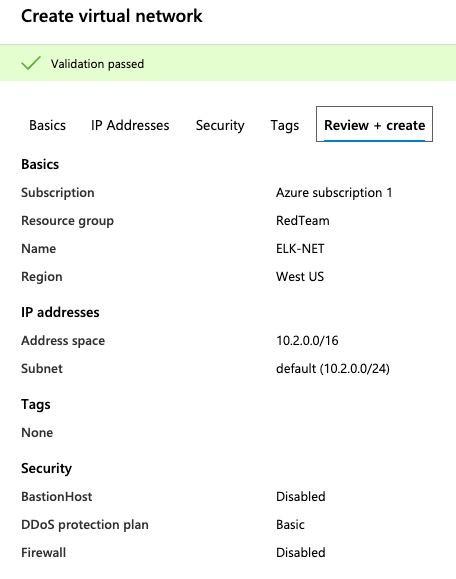 Create virtual network
Validation passed
Basics IP Addresses Security Tags Review + create
Basics
Subscription Azure subscription 1
Resource group RedTeam
Name ELK-NET
Region West US
IP addresses
Address space 10.2.0.0/16
Subnet default (10.2.0.0/24)
Tags
None
Security
BastionHost Disabled
DDoS protection plan Basic
Firewall Disabled